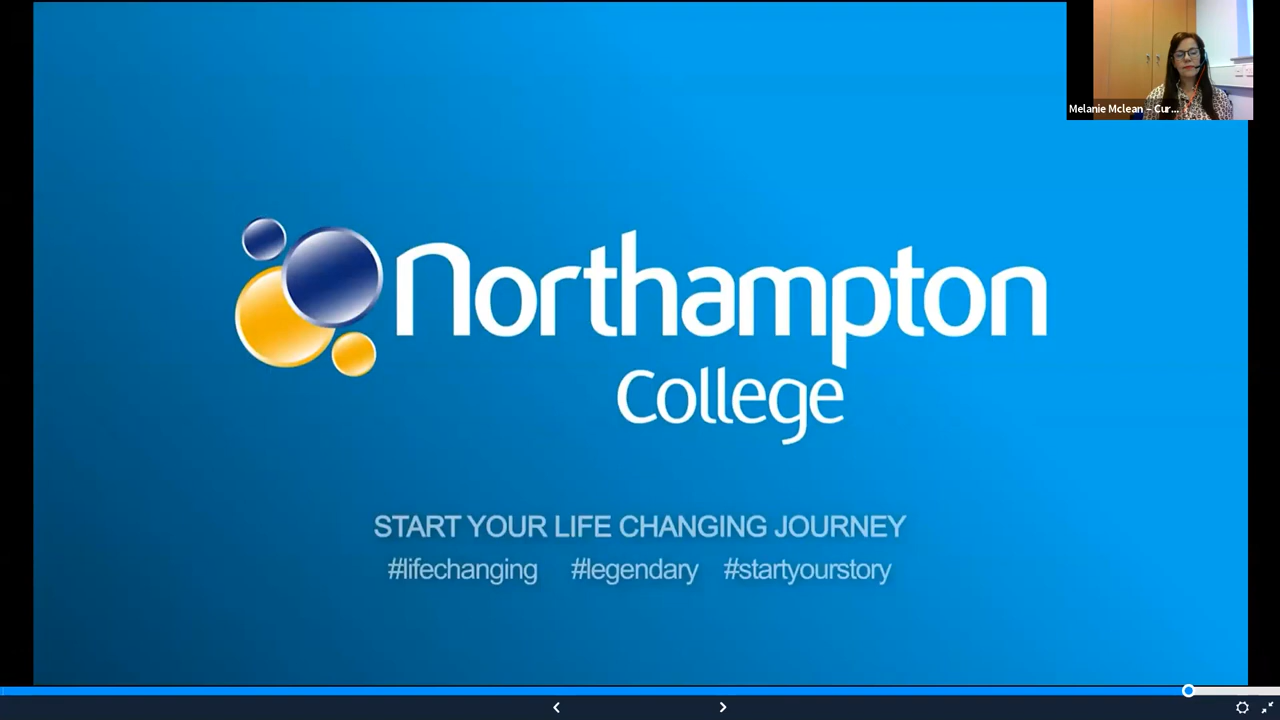 Melanie Mclean – Cur...
Northampton
College
START YOUR LIFE CHANGING JOURNEY
#lifechanging #legendary #startyourstory